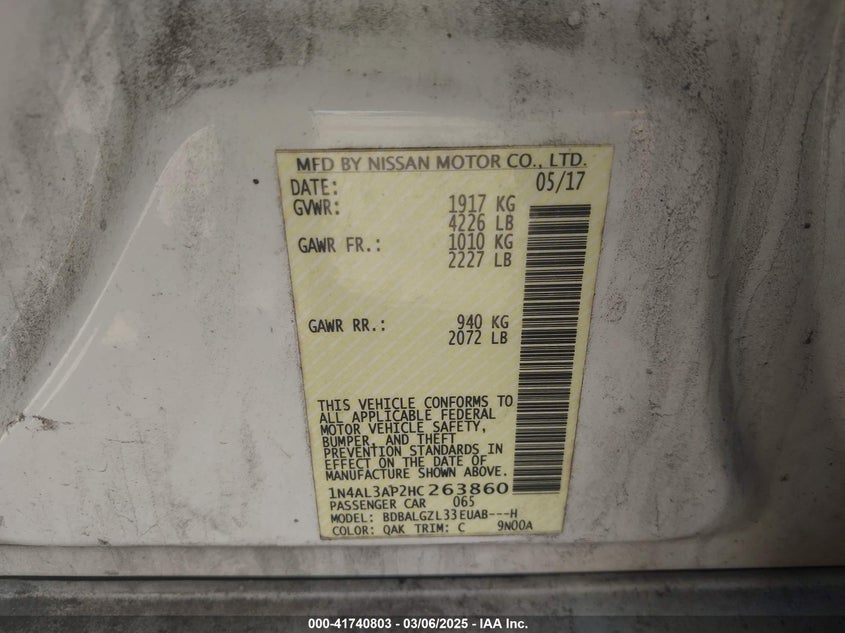 MFD BY NISSAN MOTOR CO., LTD.
DATE: 05/17
GVWR: 1917 KG
4226 LB
GAWR FR.: 1010 KG
2227 LB
GAWR RR.: 940 KG
2072 LB
THIS VEHICLE CONFORMS TO
ALL APPLICABLE FEDERAL
MOTOR VEHICLE SAFETY,
BUMPER, AND THEFT
PREVENTION STANDARDS IN
EFFECT ON THE DATE OF
MANUFACTURE SHOWN ABOVE.
1N4AL3AP2HC263860
PASSENGER CAR 065
MODEL: BDBALGZL33EUAB---H
COLOR: QAK TRIM: C 9N00A
000-41740803 — 03/06/2025 - IAA Inc.